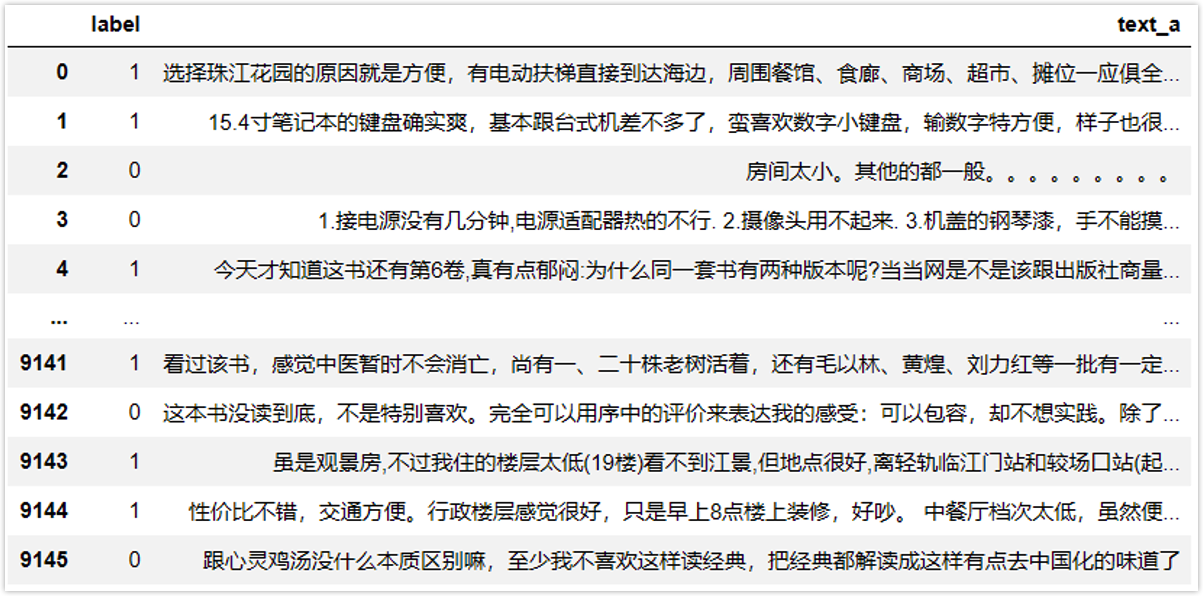 label text_a
0 1 选择珠江花园的原因就是方便，有电动扶梯直接到达海边，周围餐馆、食廊、商场、超市、摊位一应俱全...
1 1 15.4寸笔记本的键盘确实爽，基本跟台式机差不多了，蛮喜欢数字小键盘，输数字特方便，样子也很...
2 0 房间太小。其他的都一般。。。。。。。。。
3 0 1.接电源没有几分钟,电源适配器热的不行. 2.摄像头用不起来. 3.机盖的钢琴漆，手不能摸...
4 1 今天才知道这书还有第6卷,真有点郁闷:为什么同一套书有两种版本呢?当当网是不是该跟出版社商量...
... ... ...
9141 1 看过该书，感觉中医暂时不会消亡，尚有一、二十株老树活着，还有毛以林、黄煌、刘力红等一批有一定...
9142 0 这本书没读到底，不是特别喜欢。完全可以用序中的评价来表达我的感受：可以包容，却不想实践。除了...
9143 1 虽是观景房,不过我住的楼层太低(19楼)看不到江景,但地点很好,离轻轨临江门站和较场口站(起...
9144 1 性价比不错，交通方便。行政楼层感觉很好，只是早上8点楼上装修，好吵。 中餐厅档次太低，虽然便...
9145 0 跟心灵鸡汤没什么本质区别嘛，至少我不喜欢这样读经典，把经典都解读成这样有点去中国化的味道了